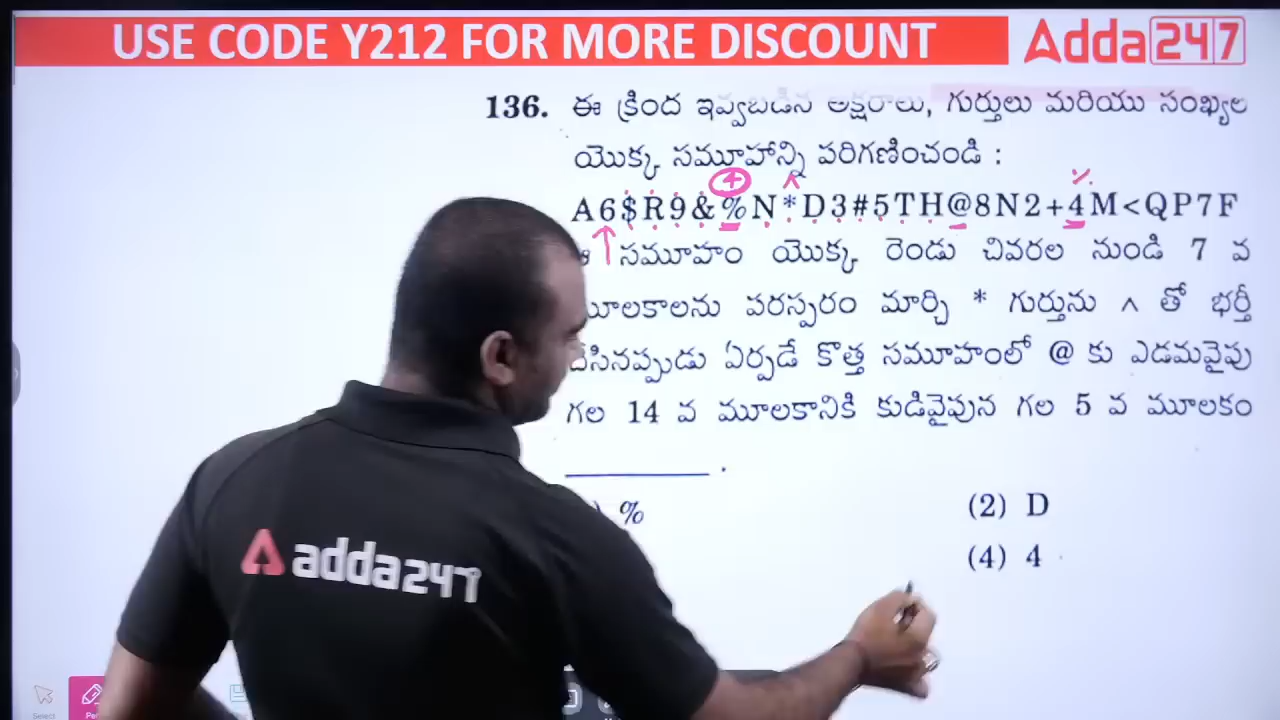 USE CODE Y212 FOR MORE DISCOUNT
Adda247
136. ఈ క్రింద ఇవ్వబడిన అక్షరాలు, గుర్తులు మరియు సంఖ్యల
యొక్క సమూహాన్ని పరిగణించండి :
4 ^ %
A6$R9&%N*D3#5TH@8N2+4M<QP7F
సమూహం యొక్క రెండు చివరల నుండి 7 వ
మూలకాలను పరస్పరం మార్చి * గుర్తును ^ తో భర్తీ
చేసినప్పుడు ఏర్పడే కొత్త సమూహంలో @ కు ఎడమవైపు
గల 14 వ మూలకానికి కుడివైపున గల 5 వ మూలకం
.
) %
(2) D
(4) 4
adda247
Select